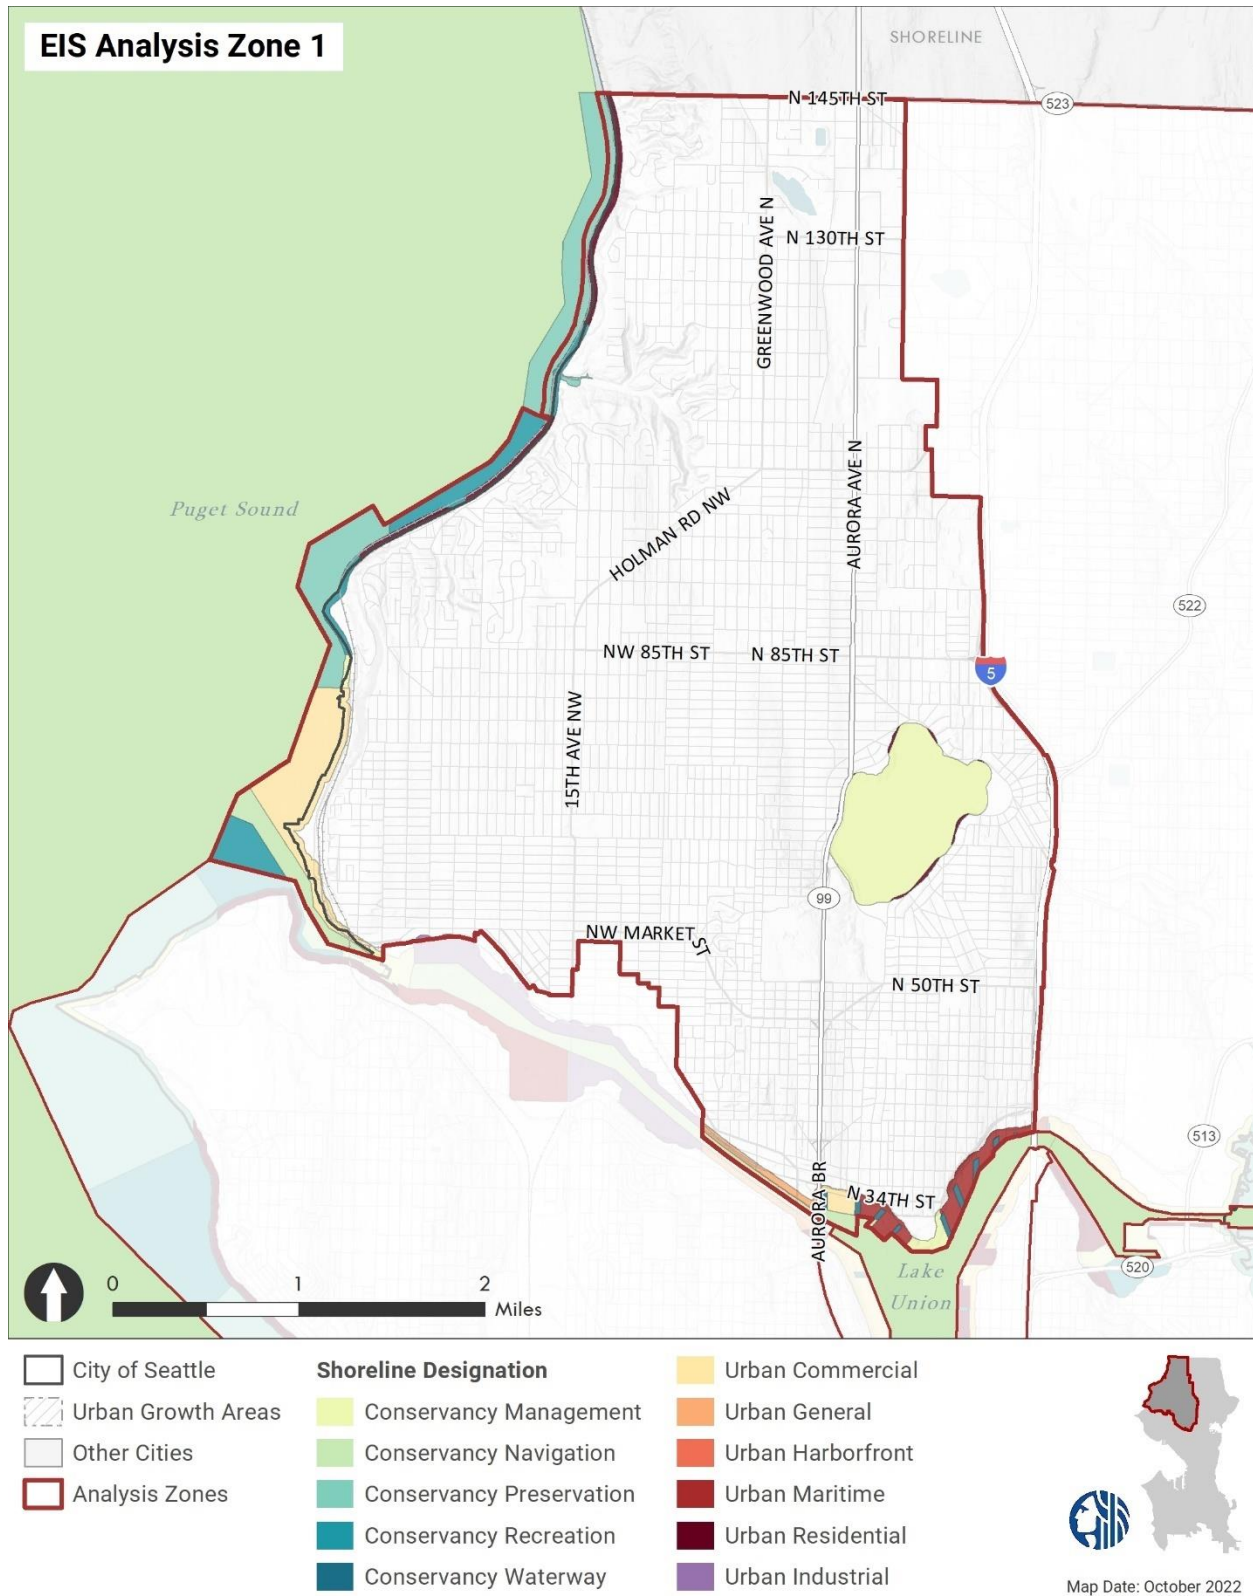 EIS Analysis Zone 1
SHORELINE
N 145TH ST
523
GREENWOOD AVE N
N 130TH ST
AURORA AVE N
Puget Sound
HOLMAN RD NW
522
NW 85TH ST
N 85TH ST
5
15TH AVE NW
99
NW MARKET ST
N 50TH ST
513
N 34TH ST
AURORA BR
520
Lake
Union
0 1 2
Miles
City of Seattle
Urban Growth Areas
Other Cities
Analysis Zones
Shoreline Designation
Conservancy Management
Conservancy Navigation
Conservancy Preservation
Conservancy Recreation
Conservancy Waterway
Urban Commercial
Urban General
Urban Harborfront
Urban Maritime
Urban Residential
Urban Industrial
Map Date: October 2022